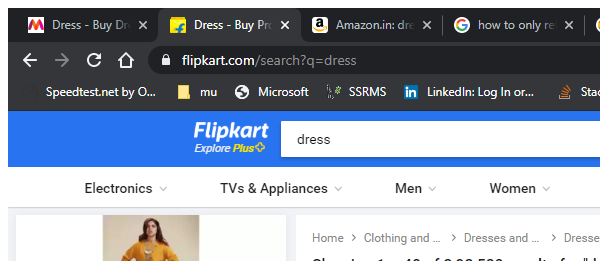 Dress - Buy Dr
Dress - Buy Pro
Amazon.in: dre
how to only re
flipkart.com/search?q=dress
Speedtest.net by O...
mu
Microsoft
SSRMS
LinkedIn: Log In or...
Stac
Flipkart
Explore Plus
dress
Electronics
TVs & Appliances
Men
Women
Home > Clothing and ... > Dresses and ... > Dresse